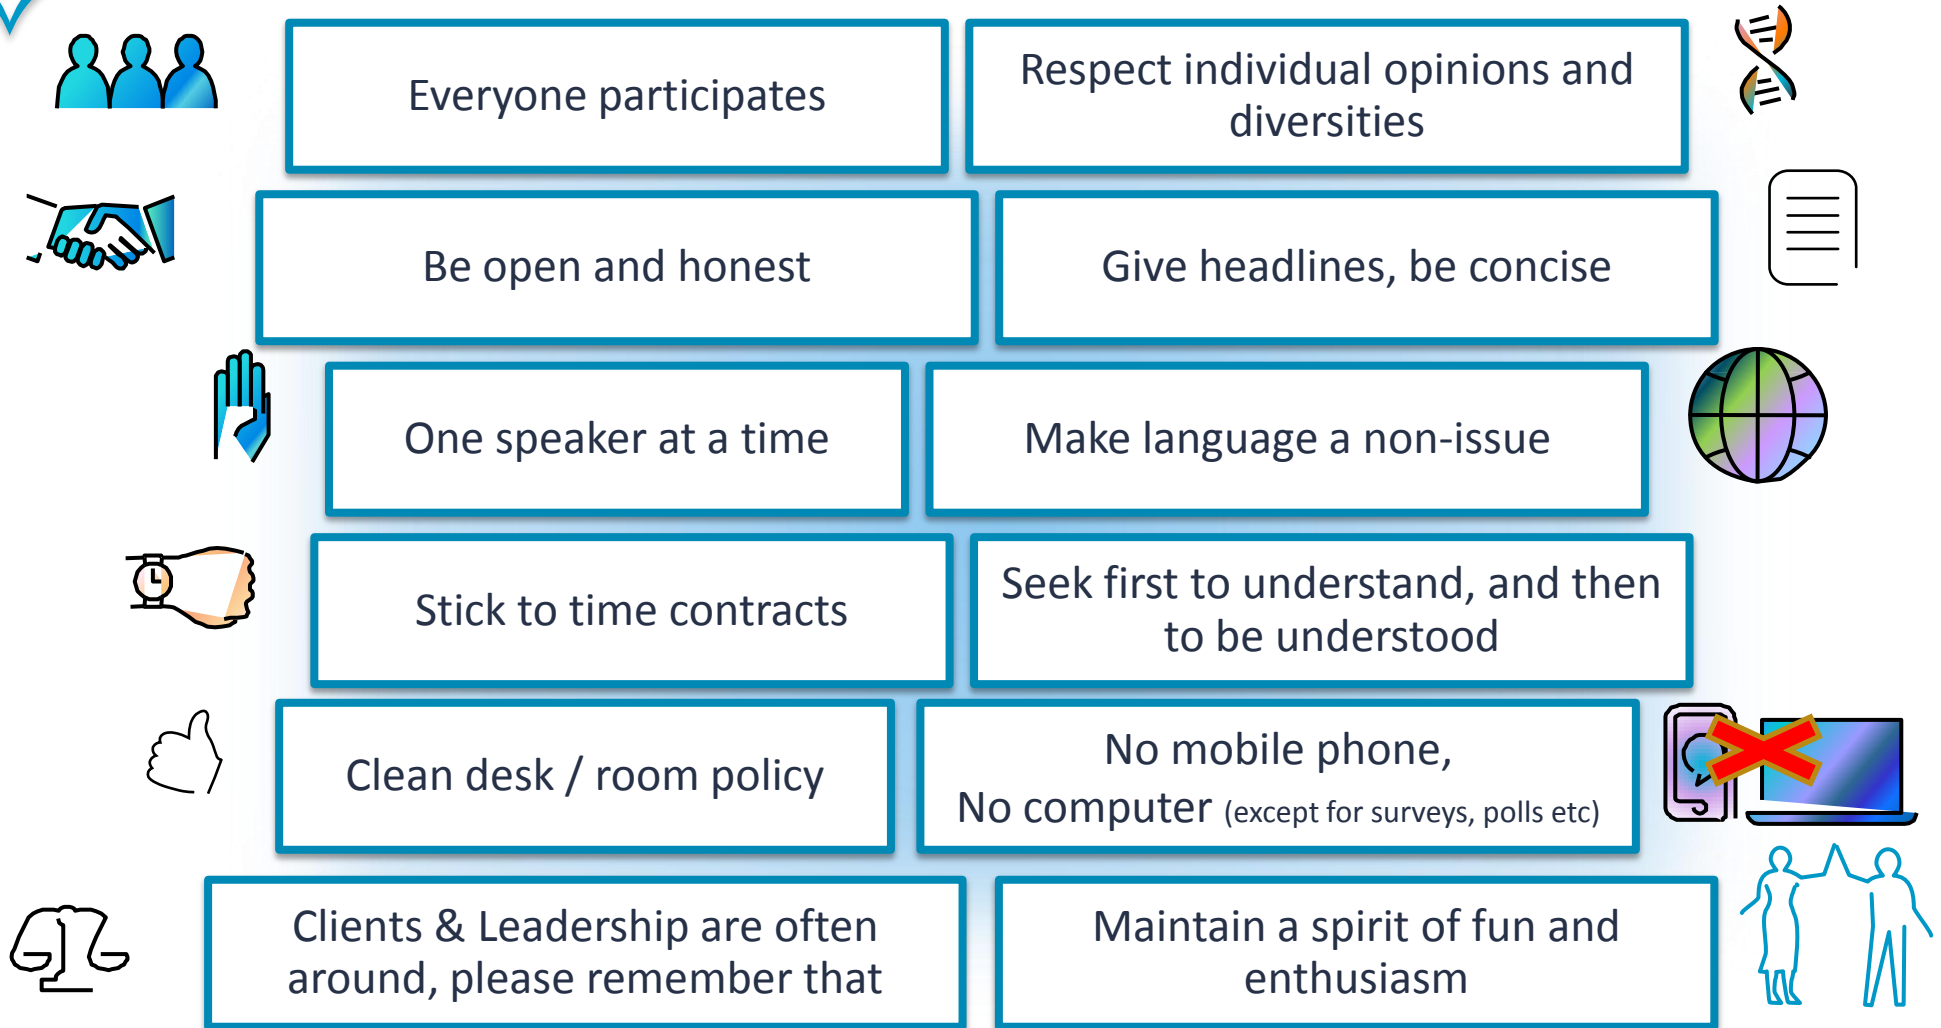 Everyone participates
Respect individual opinions and
diversities
Be open and honest
Give headlines, be concise
One speaker at a time
Make language a non-issue
Stick to time contracts
Seek first to understand, and then
to be understood
Clean desk / room policy
No mobile phone,
No computer (except for surveys, polls etc)
Clients & Leadership are often
around, please remember that
Maintain a spirit of fun and
enthusiasm